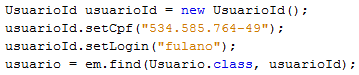 UsuarioId usuarioId = new UsuarioId();
usuarioId.setCpf("534.585.764-49");
usuarioId.setLogin("fulano");
usuario = em.find(Usuario.class, usuarioId);